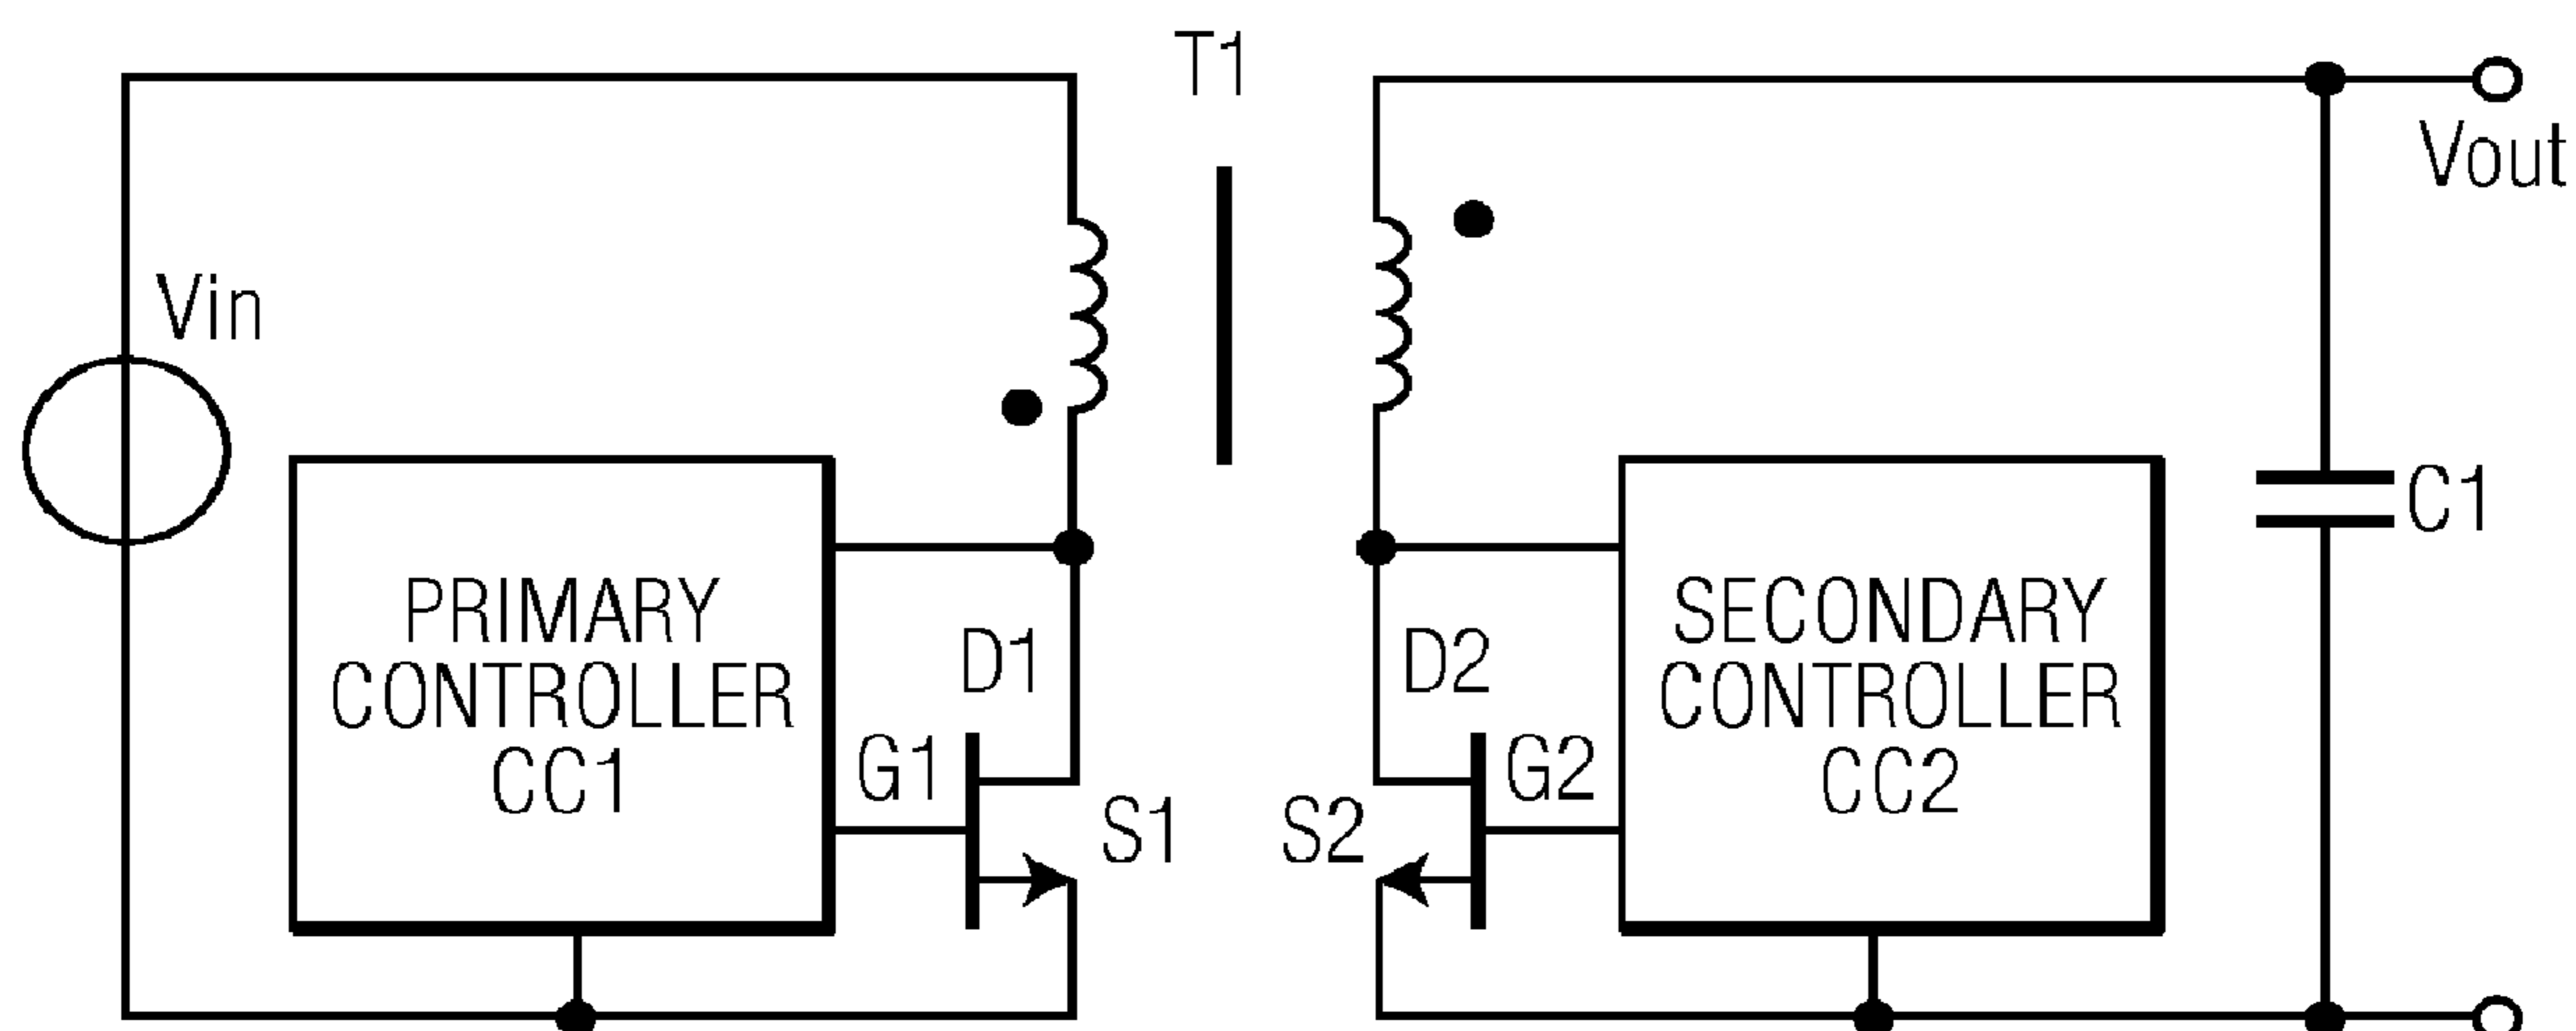 T1
Vout
Vin
C1
PRIMARY
CONTROLLER
CC1
D1
G1
S1
D2
G2
S2
SECONDARY
CONTROLLER
CC2